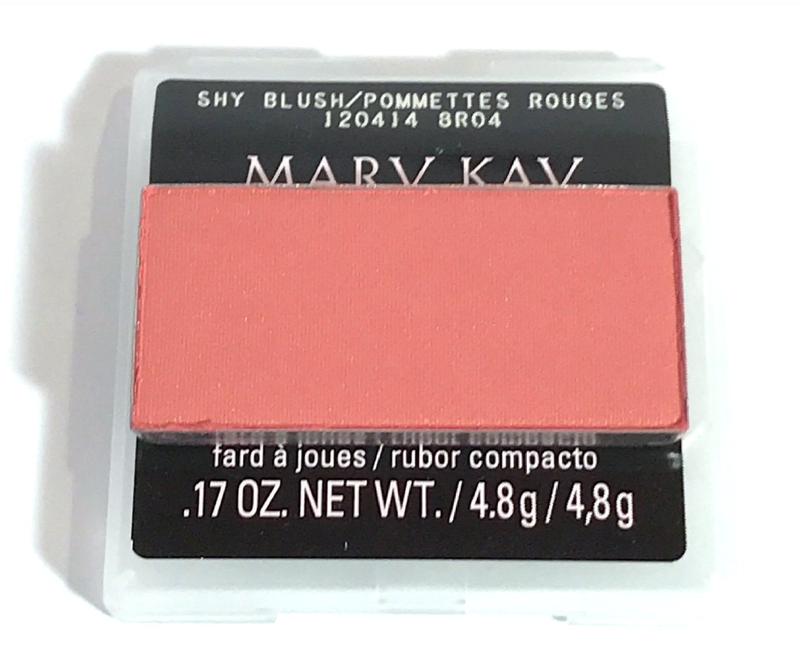 SHY BLUSH/POMMETTES ROUGES
120414 8R04
MARY KAY
fard à joues / rubor compacto
.17 OZ. NET WT. / 4.8g / 4,8g